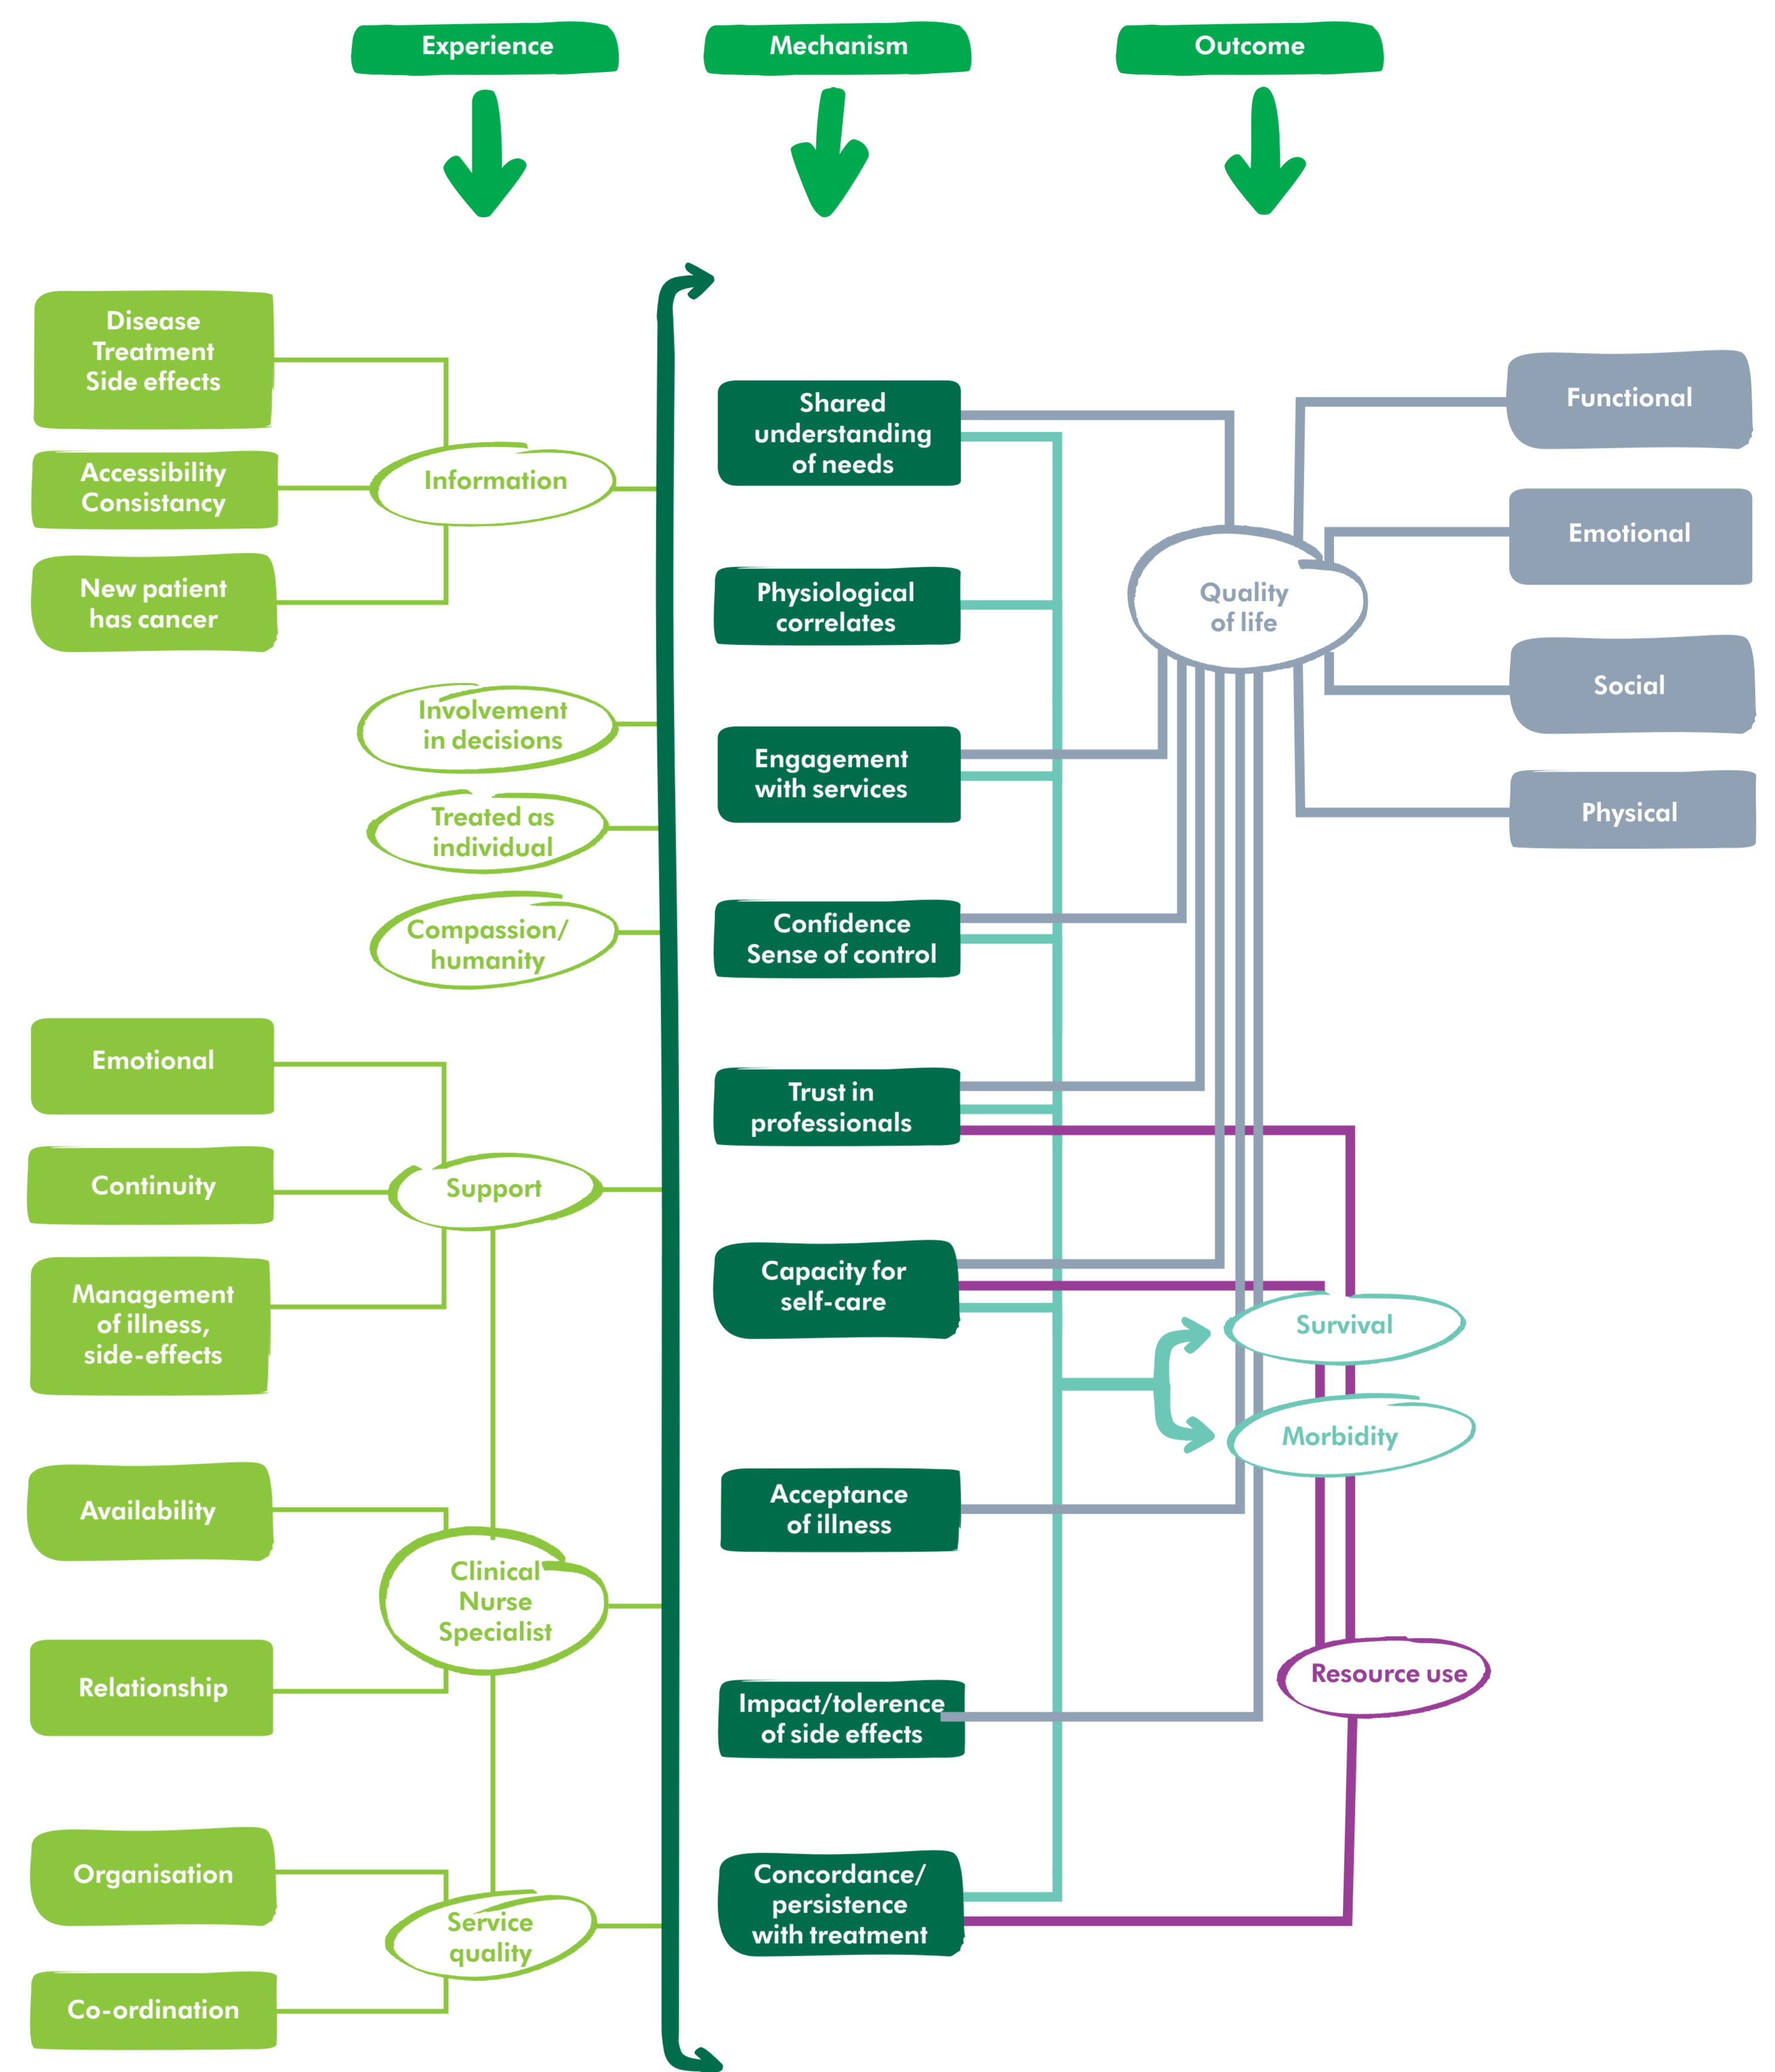 Experience
Mechanism
Outcome
Disease
Treatment
Side effects
Accessibility
Consistancy
New patient
has cancer
Information
Involvement
in decisions
Treated as
individual
Compassion/
humanity
Emotional
Continuity
Management
of illness,
side-effects
Support
Availability
Relationship
Clinical
Nurse
Specialist
Organisation
Co-ordination
Service
quality
Shared
understanding
of needs
Physiological
correlates
Engagement
with services
Confidence
Sense of control
Trust in
professionals
Capacity for
self-care
Acceptance
of illness
Impact/tolerence
of side effects
Concordance/
persistence
with treatment
Quality
of life
Functional
Emotional
Social
Physical
Survival
Morbidity
Resource use